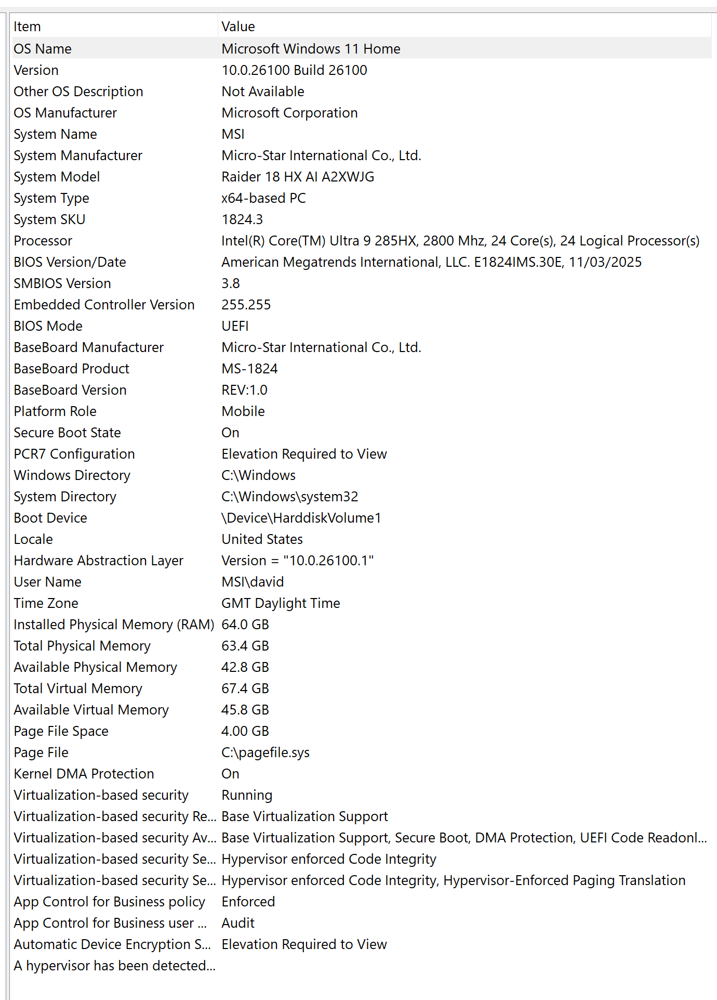 Item Value
OS Name Microsoft Windows 11 Home
Version 10.0.26100 Build 26100
Other OS Description Not Available
OS Manufacturer Microsoft Corporation
System Name MSI
System Manufacturer Micro-Star International Co., Ltd.
System Model Raider 18 HX AI A2XWJG
System Type x64-based PC
System SKU 1824.3
Processor Intel(R) Core(TM) Ultra 9 285HX, 2800 Mhz, 24 Core(s), 24 Logical Processor(s)
BIOS Version/Date American Megatrends International, LLC. E1824IMS.30E, 11/03/2025
SMBIOS Version 3.8
Embedded Controller Version 255.255
BIOS Mode UEFI
BaseBoard Manufacturer Micro-Star International Co., Ltd.
BaseBoard Product MS-1824
BaseBoard Version REV:1.0
Platform Role Mobile
Secure Boot State On
PCR7 Configuration Elevation Required to View
Windows Directory C:\Windows
System Directory C:\Windows\system32
Boot Device \Device\HarddiskVolume1
Locale United States
Hardware Abstraction Layer Version = "10.0.26100.1"
User Name MSI\david
Time Zone GMT Daylight Time
Installed Physical Memory (RAM) 64.0 GB
Total Physical Memory 63.4 GB
Available Physical Memory 42.8 GB
Total Virtual Memory 67.4 GB
Available Virtual Memory 45.8 GB
Page File Space 4.00 GB
Page File C:\pagefile.sys
Kernel DMA Protection On
Virtualization-based security Running
Virtualization-based security Re... Base Virtualization Support
Virtualization-based security Av... Base Virtualization Support, Secure Boot, DMA Protection, UEFI Code Readonl...
Virtualization-based security Se... Hypervisor enforced Code Integrity
Virtualization-based security Se... Hypervisor enforced Code Integrity, Hypervisor-Enforced Paging Translation
App Control for Business policy Enforced
App Control for Business user ... Audit
Automatic Device Encryption S... Elevation Required to View
A hypervisor has been detected...